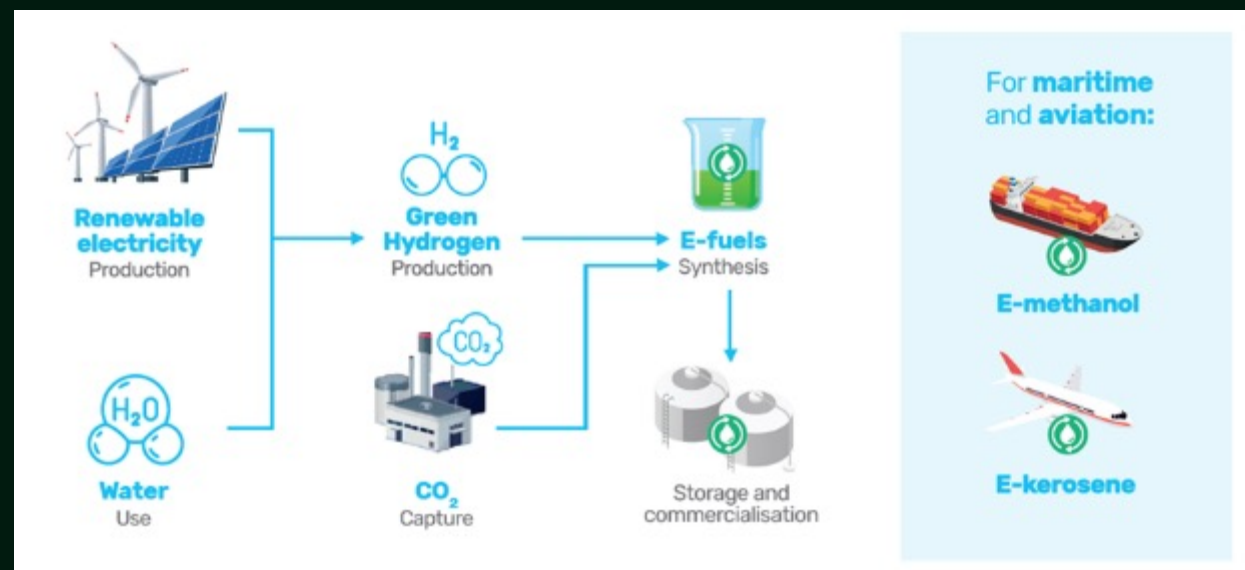 H₂
Renewable
electricity
Production
Green
Hydrogen
Production
E-fuels
Synthesis
CO₂
H₂O
Water
Use
CO₂
Capture
Storage and
commercialisation
For maritime
and aviation:
E-methanol
E-kerosene